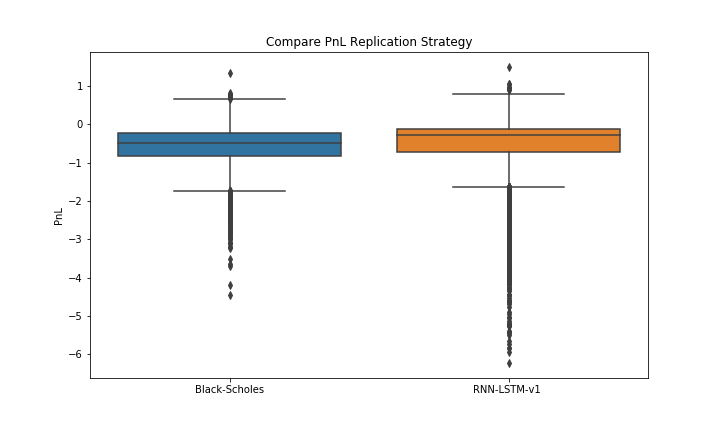 Compare PnL Replication Strategy
PnL
1
0
−1
−2
−3
−4
−5
−6
Black-Scholes
RNN-LSTM-v1